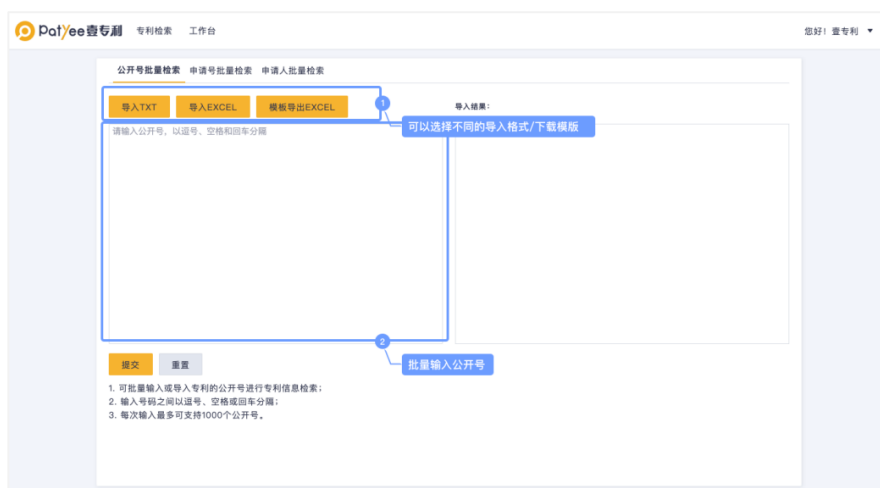 Patyee壹专利 专利检索 工作台 您好！壹专利 ▼
公开号批量检索 申请号批量检索 申请人批量检索
导入TXT 导入EXCEL 模板导出EXCEL 1 导入结果：
可以选择不同的导入格式/下载模版
请输入公开号，以逗号、空格和回车分隔
2
提交 重置 批量输入公开号
1. 可批量输入或导入专利的公开号进行专利信息检索；
2. 输入号码之间以逗号、空格或回车分隔；
3. 每次输入最多可支持1000个公开号。